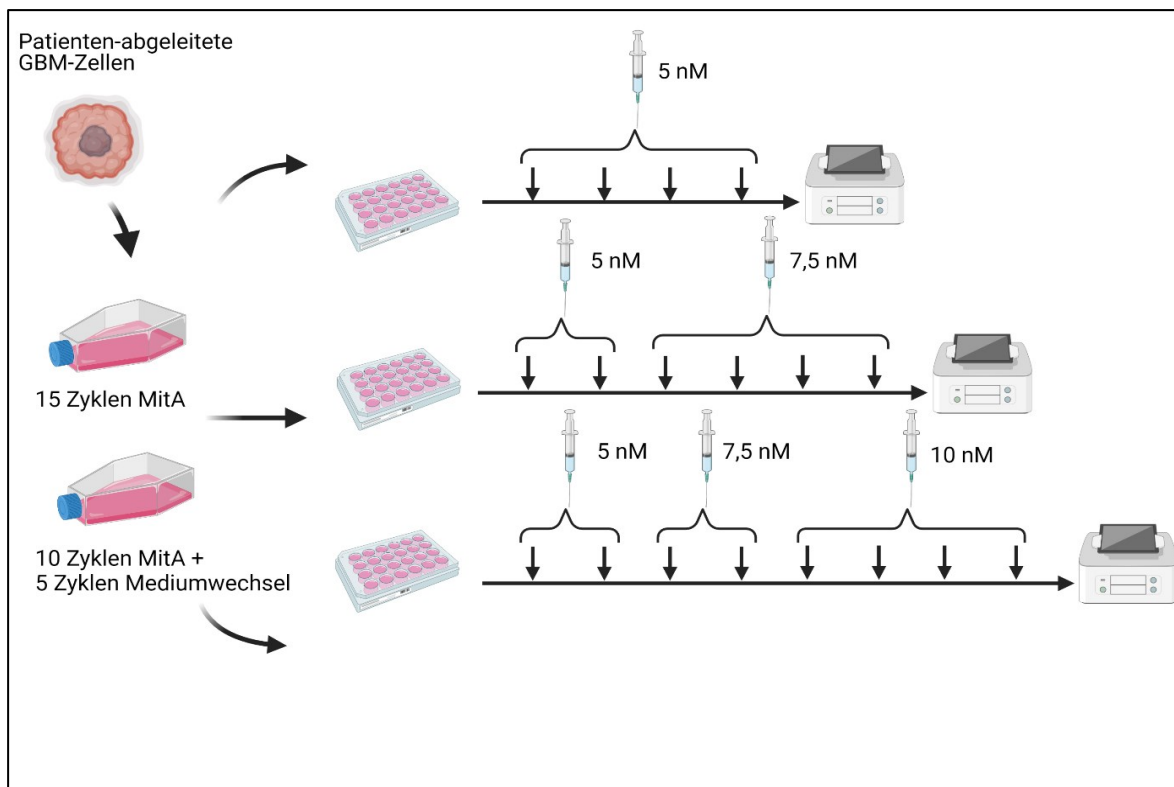 Patienten-abgeleitete
GBM-Zellen
5 nM
5 nM
7,5 nM
15 Zyklen MitA
5 nM
7,5 nM
10 nM
10 Zyklen MitA +
5 Zyklen Mediumwechsel